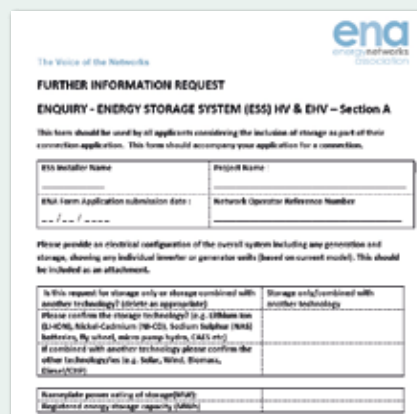 ena
energynetworks
association
The Voice of the Networks
FURTHER INFORMATION REQUEST
ENQUIRY - ENERGY STORAGE SYSTEM (ESS) HV & EHV – Section A
This form should be used by all applicants considering the inclusion of storage as part of their
connection application. This form should accompany your application for a connection.
ESS Installer Name
Project Name :
ENA Form Application submission date :
Network Operator Reference Number
_ _ / _ _ / _ _ _ _
Please provide an electrical configuration of the overall system including any generation and
storage, showing any individual inverter or generator units (based on current model). This should
be included as an attachment.
Is this request for storage only or storage combined with
another technology? (delete as appropriate)
Storage only/combined with
another technology
Please confirm the storage technology? (e.g. Lithium Ion
(LI-ION), Nickel-Cadmium (NI-CD), Sodium Sulphur (NAS)
batteries, fly wheel, micro pump hydro, CAES etc)
If combined with another technology please confirm the
other technology/ies (e.g. Solar, Wind, Biomass,
Diesel/CHP)
Nameplate power rating of storage(MW):
Registered energy storage capacity (MWh)